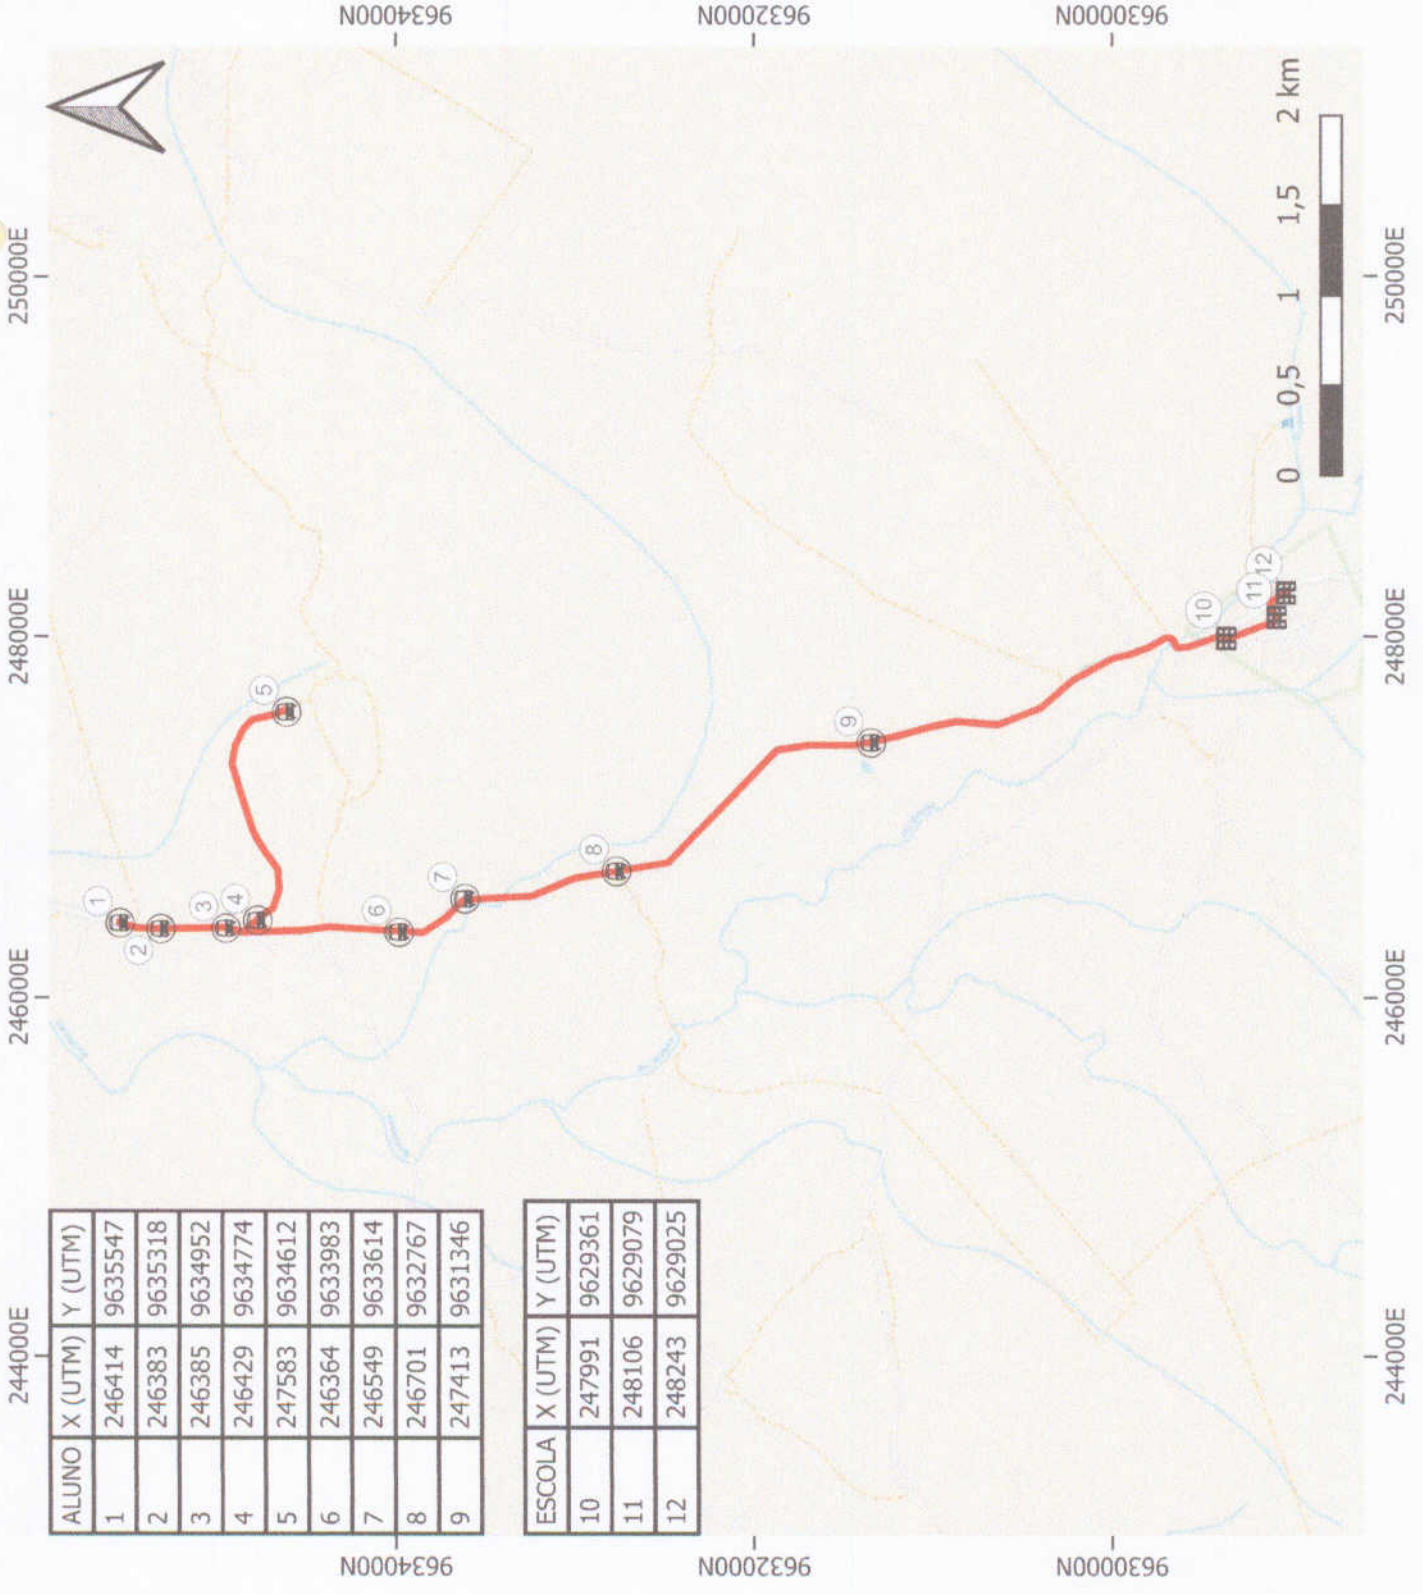 9634000N 9632000N 9630000N
244000E 246000E 248000E 250000E
ALUNO X (UTM) Y (UTM)
1 246414 9635547
2 246383 9635318
3 246385 9634952
4 246429 9634774
5 247583 9634612
6 246364 9633983
7 246549 9633614
8 246701 9632767
9 247413 9631346
ESCOLA X (UTM) Y (UTM)
10 247991 9629361
11 248106 9629079
12 248243 9629025
1
2
3
4
5
6
7
8
9
10
11
12
0 0,5 1 1,5 2 km
244000E 246000E 248000E 250000E
9634000N 9632000N 9630000N